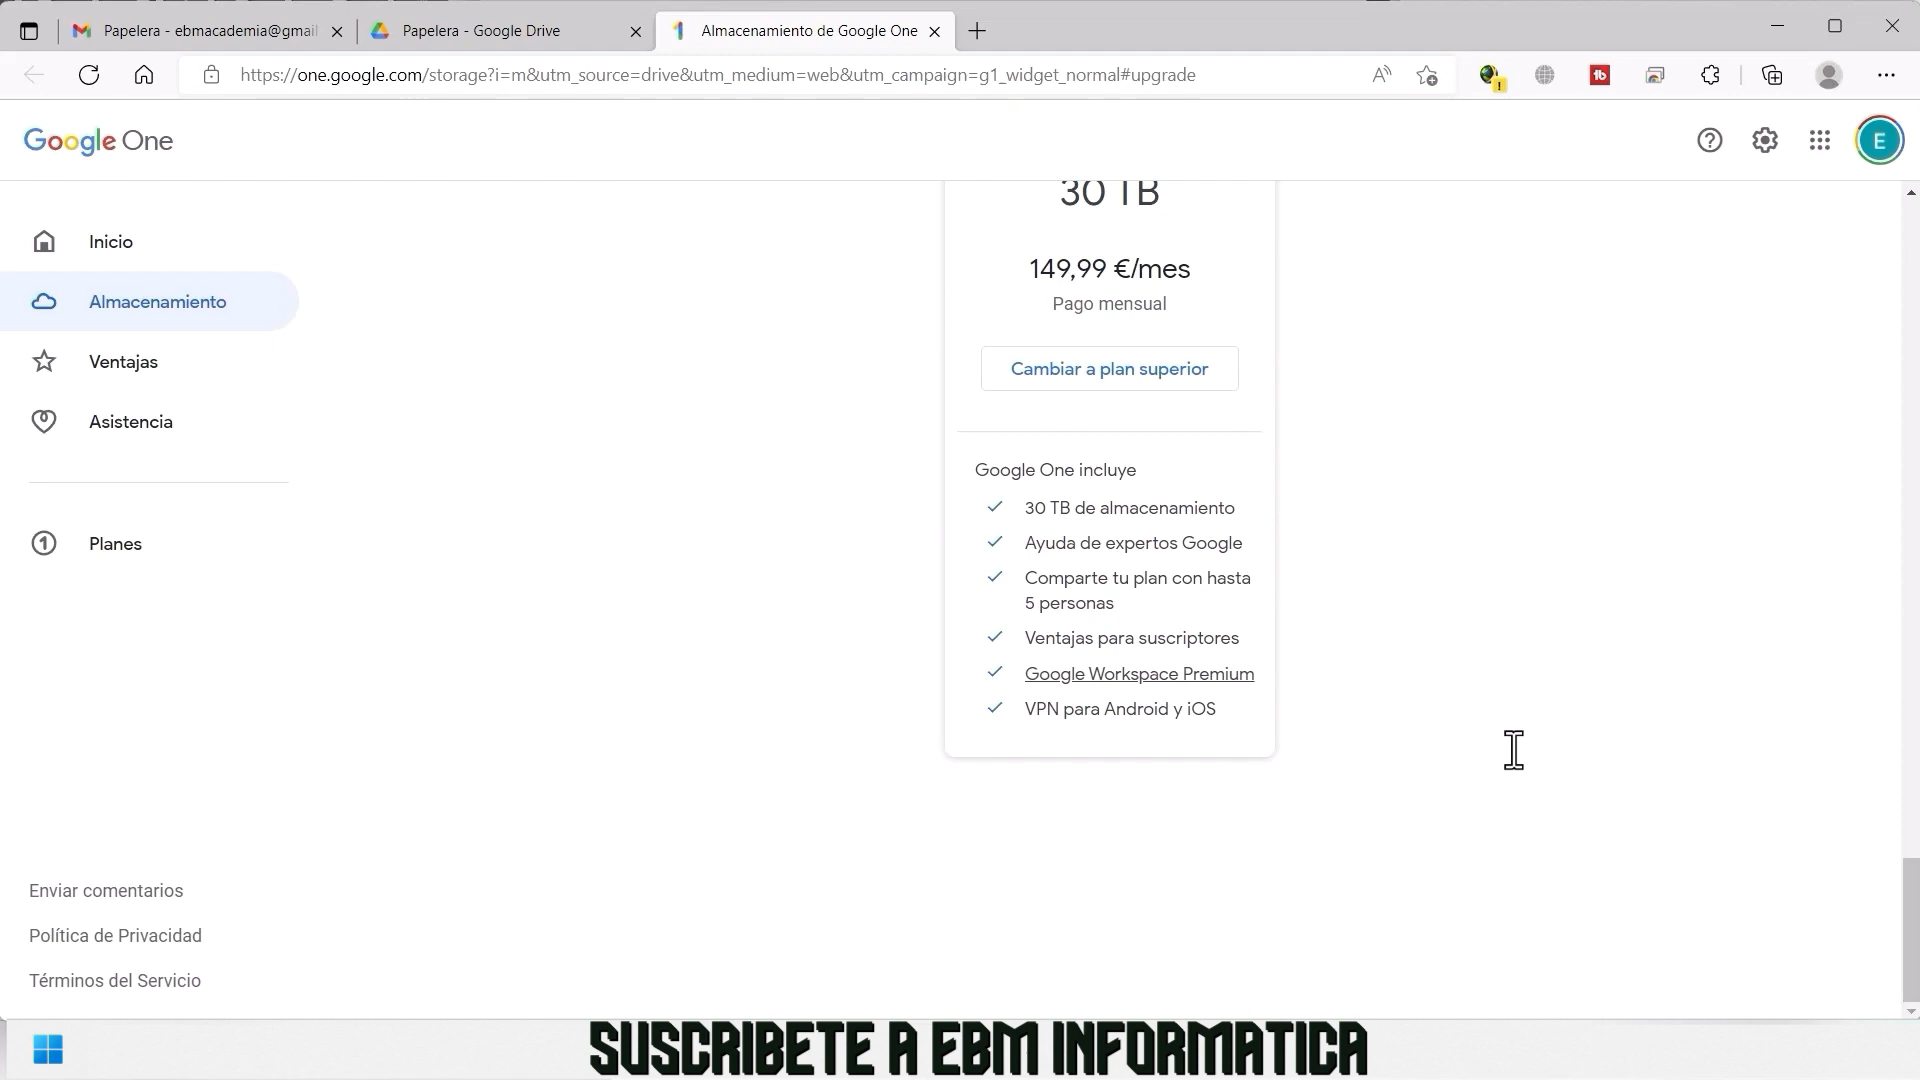 Papelera - ebmacademia@gmail
Papelera - Google Drive
Almacenamiento de Google One
https://one.google.com/storage?i=m&utm_source=drive&utm_medium=web&utm_campaign=g1_widget_normal#upgrade
Google One
E
Inicio
Almacenamiento
Ventajas
Asistencia
Planes
30 TB
149,99 €/mes
Pago mensual
Cambiar a plan superior
Google One incluye
30 TB de almacenamiento
Ayuda de expertos Google
Comparte tu plan con hasta
5 personas
Ventajas para suscriptores
Google Workspace Premium
VPN para Android y iOS
Enviar comentarios
Política de Privacidad
Términos del Servicio
SUSCRIBETE A EBM INFORMATICA